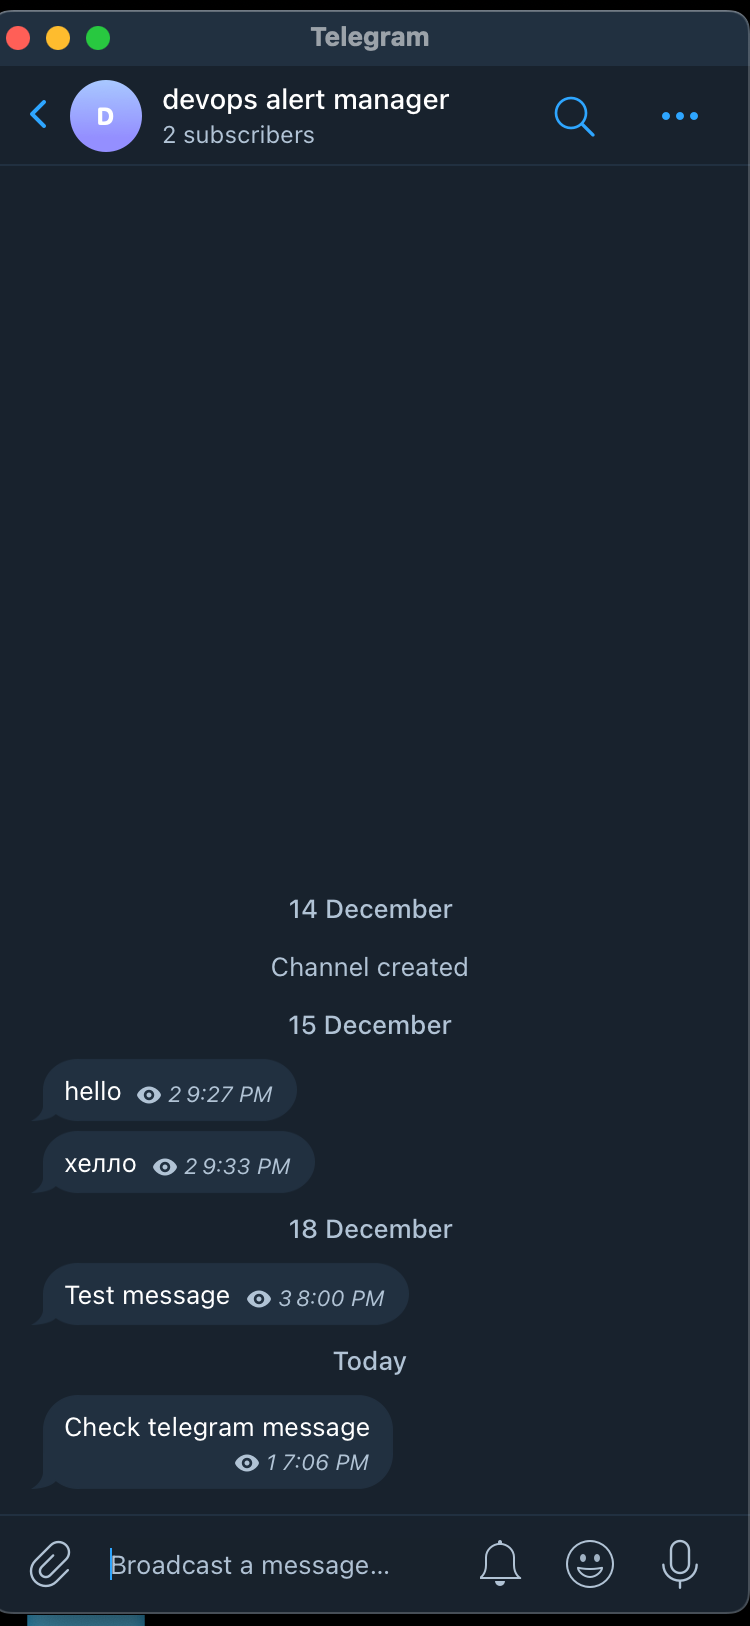 Telegram
D
devops alert manager
2 subscribers
14 December
Channel created
15 December
hello 2 9:27 PM
хелло 2 9:33 PM
18 December
Test message 3 8:00 PM
Today
Check telegram message
1 7:06 PM
Broadcast a message...